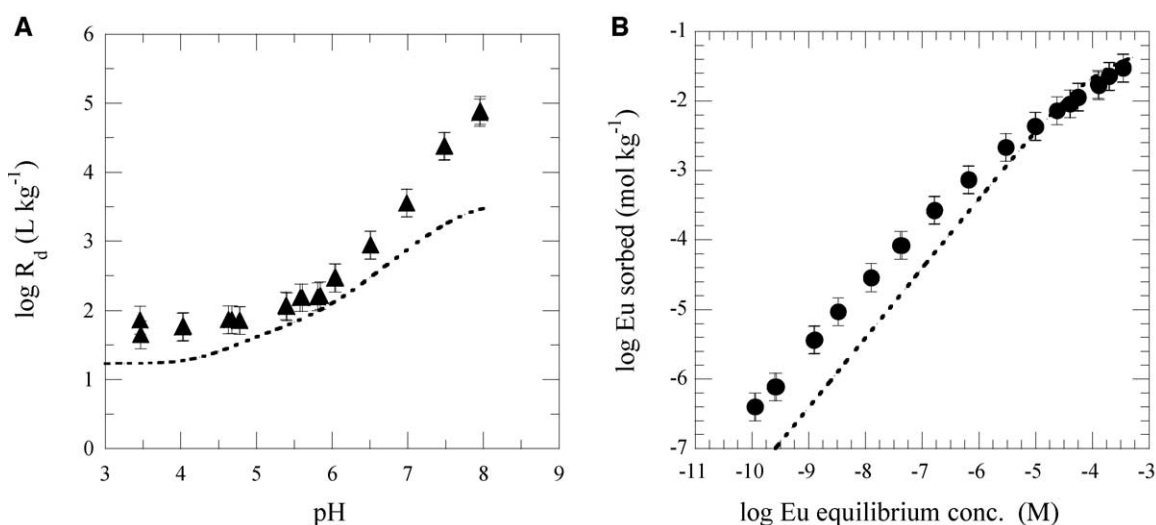 A
log R_d (L kg⁻¹)
6
5
4
3
2
1
0
3 4 5 6 7 8 9
pH
B
log Eu sorbed (mol kg⁻¹)
-1
-2
-3
-4
-5
-6
-7
-11 -10 -9 -8 -7 -6 -5 -4 -3
log Eu equilibrium conc. (M)